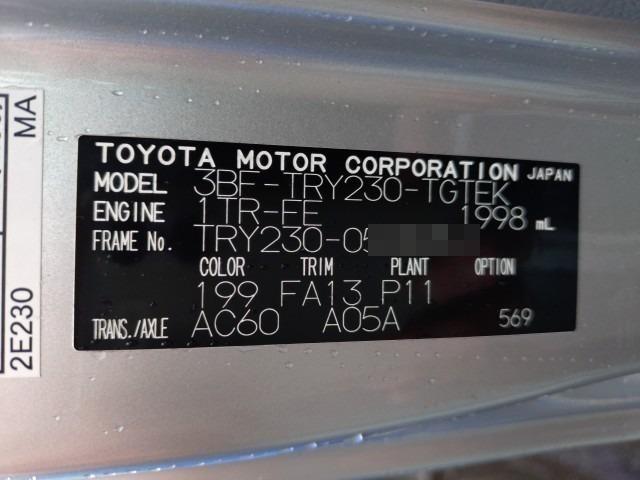 TOYOTA MOTOR CORPORATION JAPAN
MODEL 3BF-TRY230-TGTEK
ENGINE 1TR-FE 1998 mL
FRAME No. TRY230-05
COLOR TRIM PLANT OPTION
199 FA13 P11
TRANS./AXLE AC60 A05A 569
MA
2E230